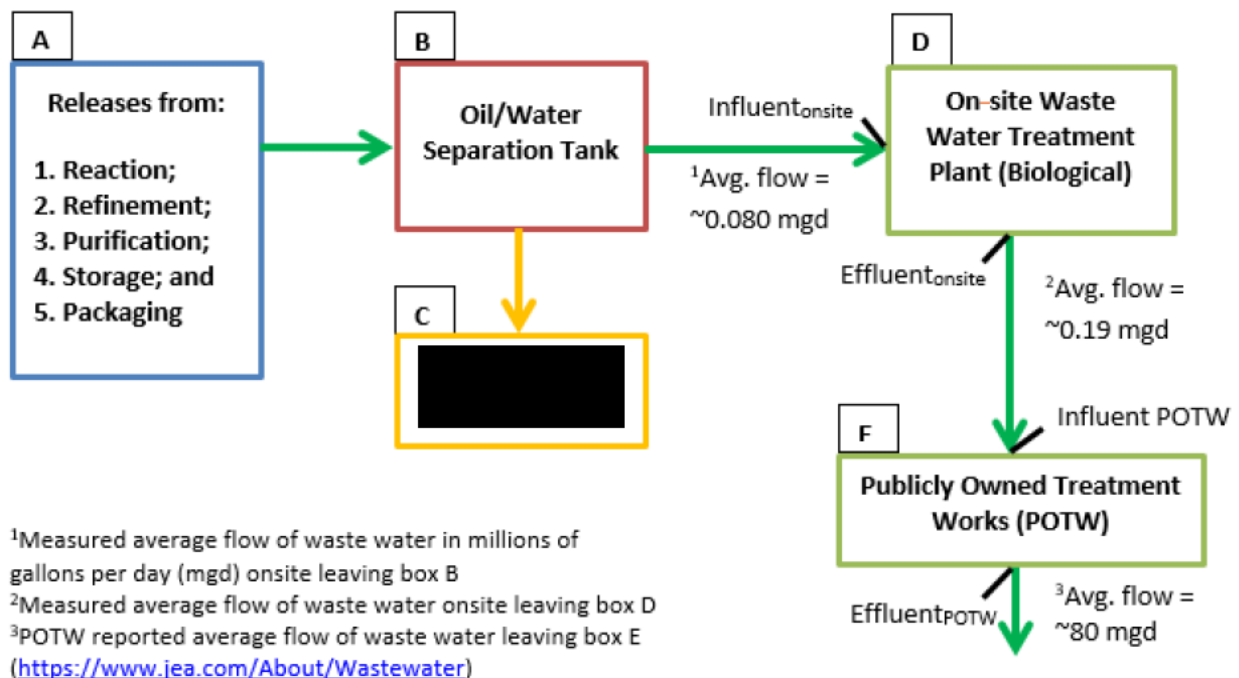 A
Releases from:
1. Reaction;
2. Refinement;
3. Purification;
4. Storage; and
5. Packaging
B
Oil/Water
Separation Tank
C
Influentonsite
¹Avg. flow =
~0.080 mgd
D
On-site Waste
Water Treatment
Plant (Biological)
Effluentonsite
²Avg. flow =
~0.19 mgd
Influent POTW
F
Publicly Owned Treatment
Works (POTW)
EffluentPOTW
³Avg. flow =
~80 mgd
¹Measured average flow of waste water in millions of
gallons per day (mgd) onsite leaving box B
²Measured average flow of waste water onsite leaving box D
³POTW reported average flow of waste water leaving box E
(https://www.jea.com/About/Wastewater)